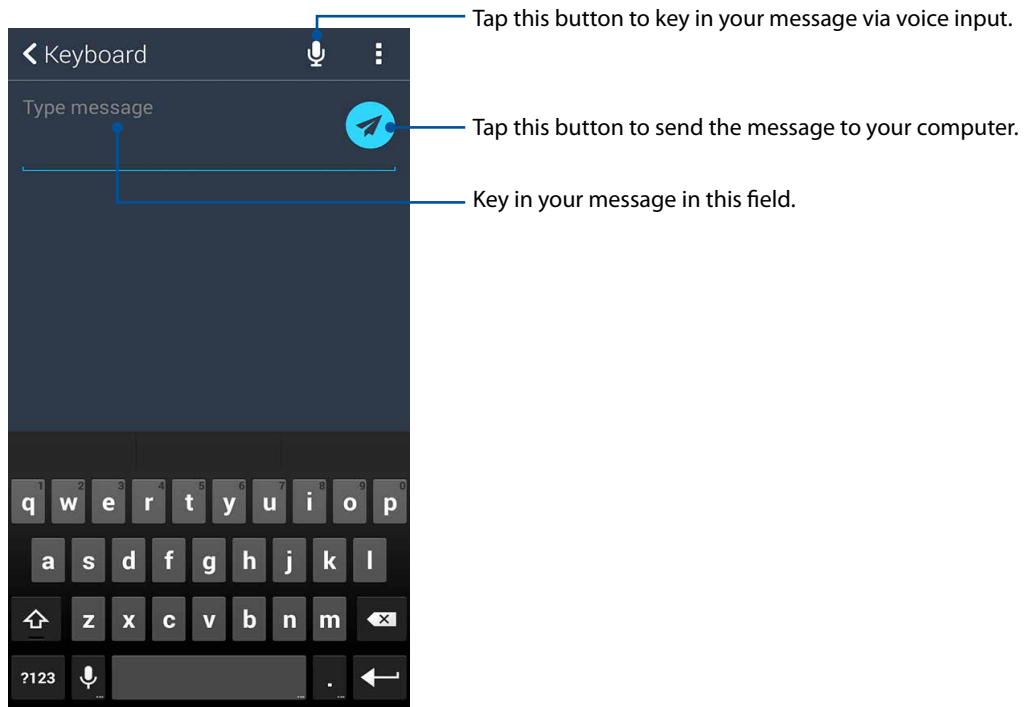 Tap this button to key in your message via voice input.
Keyboard
Type message
Tap this button to send the message to your computer.
Key in your message in this field.
1 2 3 4 5 6 7 8 9 0
q w e r t y u i o p
a s d f g h j k l
z x c v b n m
?123 .